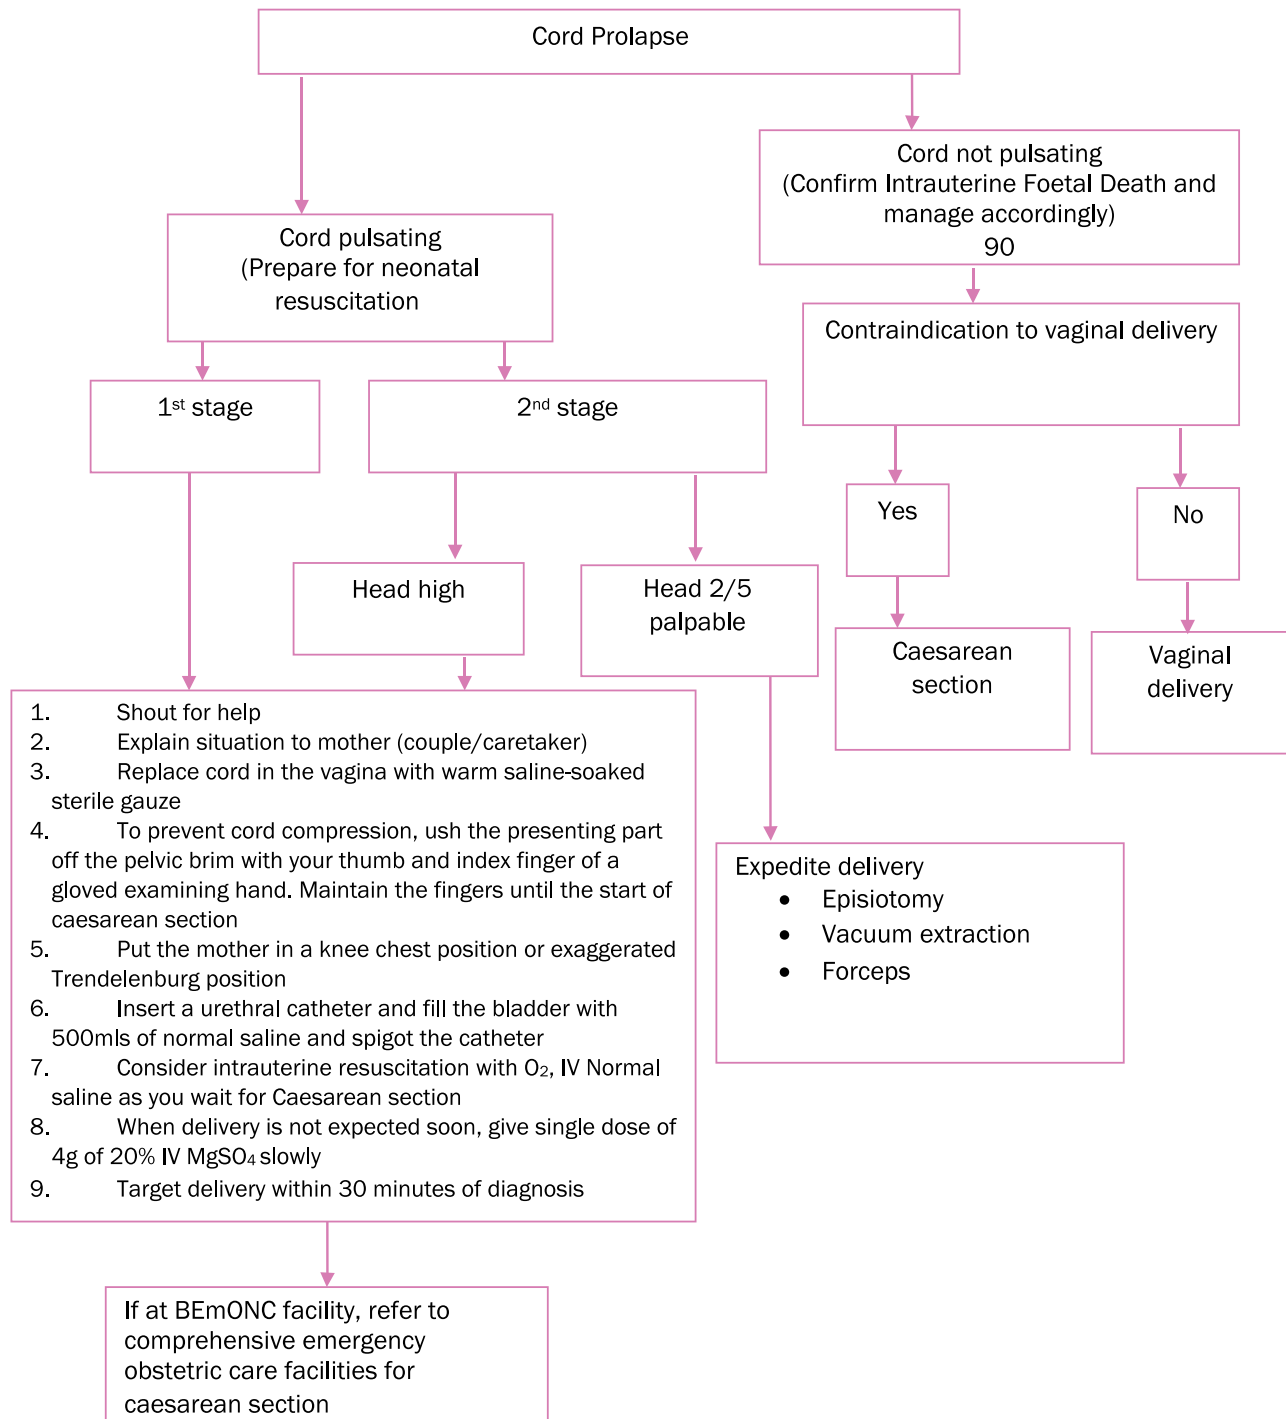 Cord Prolapse
Cord not pulsating
(Confirm Intrauterine Foetal Death and
manage accordingly)
90
Cord pulsating
(Prepare for neonatal
resuscitation
Contraindication to vaginal delivery
1st stage
2nd stage
Yes
No
Head high
Head 2/5
palpable
Caesarean
section
Vaginal
delivery
1. Shout for help
2. Explain situation to mother (couple/caretaker)
3. Replace cord in the vagina with warm saline-soaked
sterile gauze
4. To prevent cord compression, ush the presenting part
off the pelvic brim with your thumb and index finger of a
gloved examining hand. Maintain the fingers until the start of
caesarean section
5. Put the mother in a knee chest position or exaggerated
Trendelenburg position
6. Insert a urethral catheter and fill the bladder with
500mls of normal saline and spigot the catheter
7. Consider intrauterine resuscitation with O₂, IV Normal
saline as you wait for Caesarean section
8. When delivery is not expected soon, give single dose of
4g of 20% IV MgSO₄ slowly
9. Target delivery within 30 minutes of diagnosis
Expedite delivery
• Episiotomy
• Vacuum extraction
• Forceps
If at BEmONC facility, refer to
comprehensive emergency
obstetric care facilities for
caesarean section